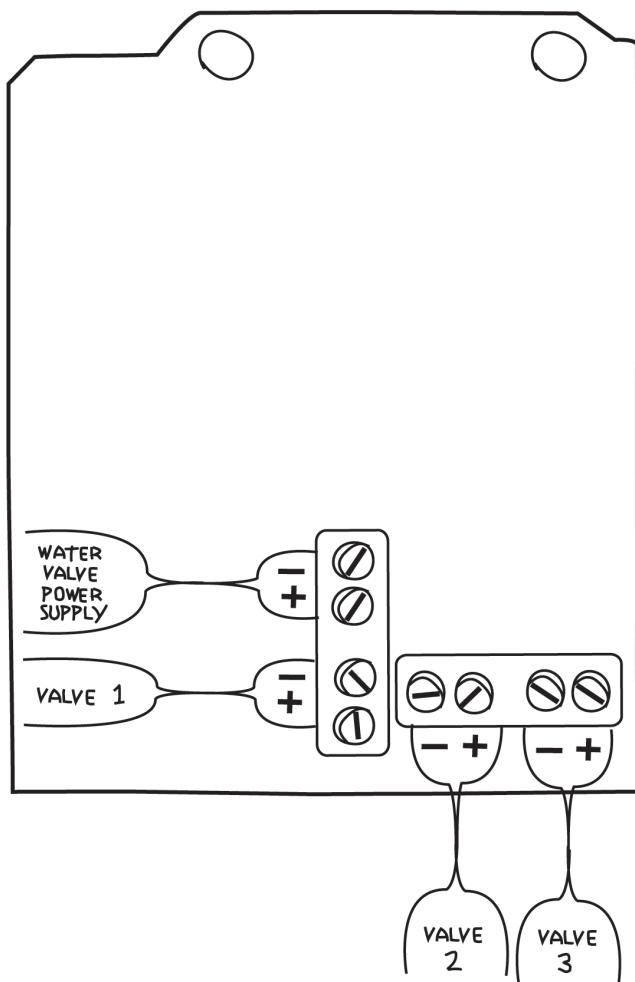 WATER
VALVE
POWER
SUPPLY
− 
+
VALVE 1
−
+
− +
− +
VALVE
2
VALVE
3